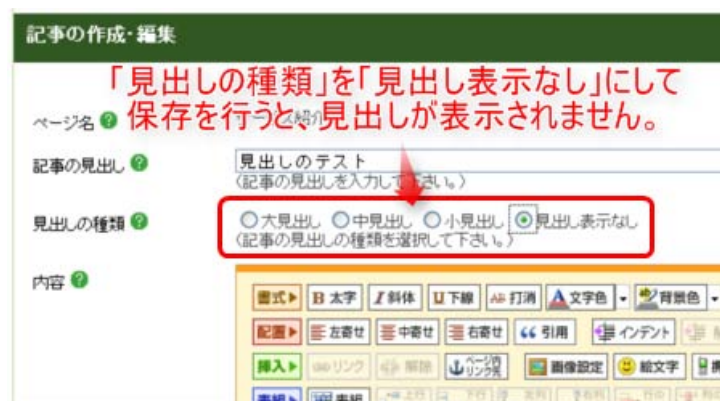 記事の作成・編集
「見出しの種類」を「見出し表示なし」にして
保存を行うと、見出しが表示されません。
ページ名
記事の見出し
見出しのテスト
(記事の見出しを入力して下さい。)
見出しの種類
大見出し 中見出し 小見出し 見出し表示なし
(記事の見出しの種類を選択して下さい。)
内容
書式 B 太字 I 斜体 U 下線 AB 打消 A 文字色 背景色
配置 左寄せ 中寄せ 右寄せ 引用 インデント
挿入 リンク 解除 ページ内リンク先 画像設定 絵文字
表組 表組